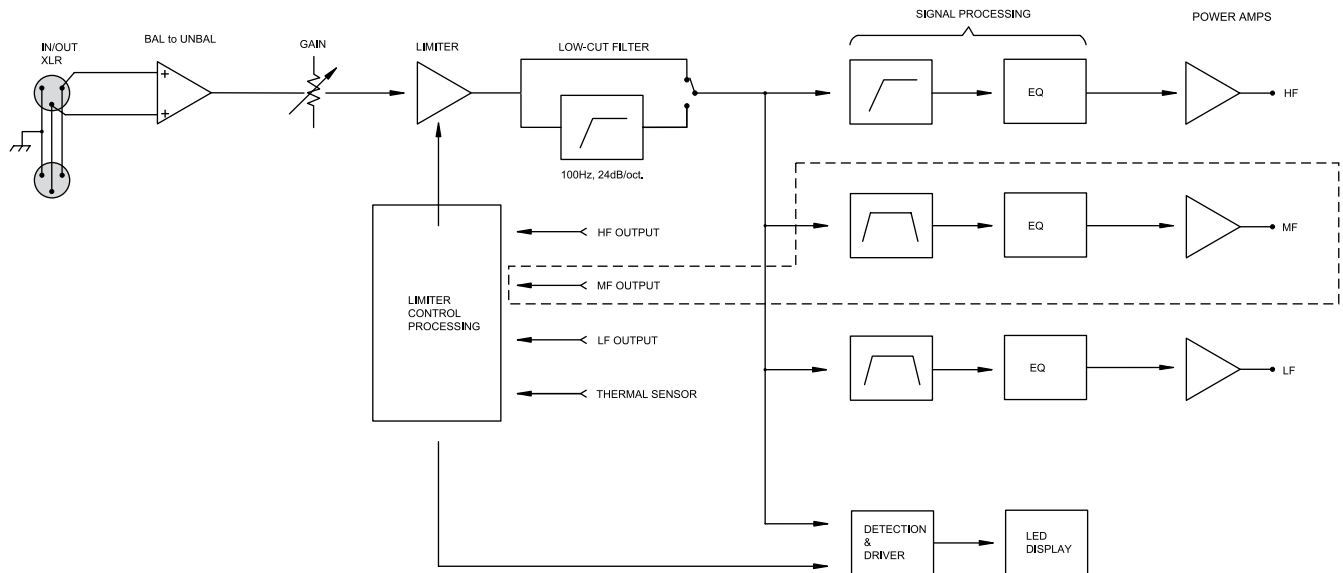 SIGNAL PROCESSING
POWER AMPS
IN/OUT
XLR
BAL to UNBAL
GAIN
LIMITER
LOW-CUT FILTER
+
+
EQ
HF
100Hz, 24dB/oct.
HF OUTPUT
EQ
MF
MF OUTPUT
LIMITER
CONTROL
PROCESSING
LF OUTPUT
EQ
LF
THERMAL SENSOR
DETECTION
&
DRIVER
LED
DISPLAY